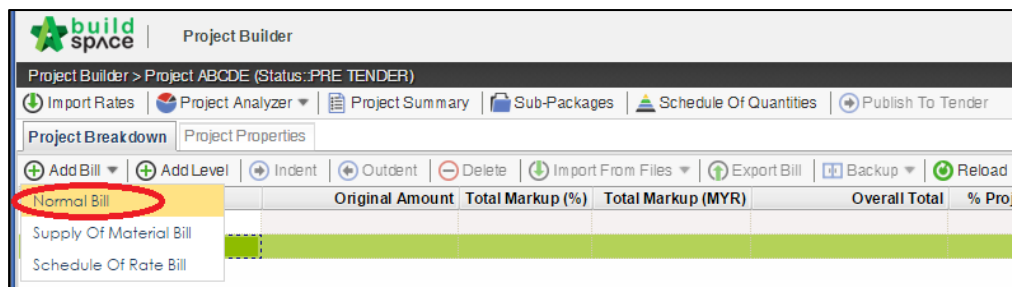 build
spʌce
Project Builder
Project Builder > Project ABCDE (Status::PRE TENDER)
Import Rates Project Analyzer Project Summary Sub-Packages Schedule Of Quantities Publish To Tender
Project Breakdown Project Properties
Add Bill Add Level Indent Outdent Delete Import From Files Export Bill Backup Reload
Normal Bill Original Amount Total Markup (%) Total Markup (MYR) Overall Total % Proj
Supply Of Material Bill
Schedule Of Rate Bill